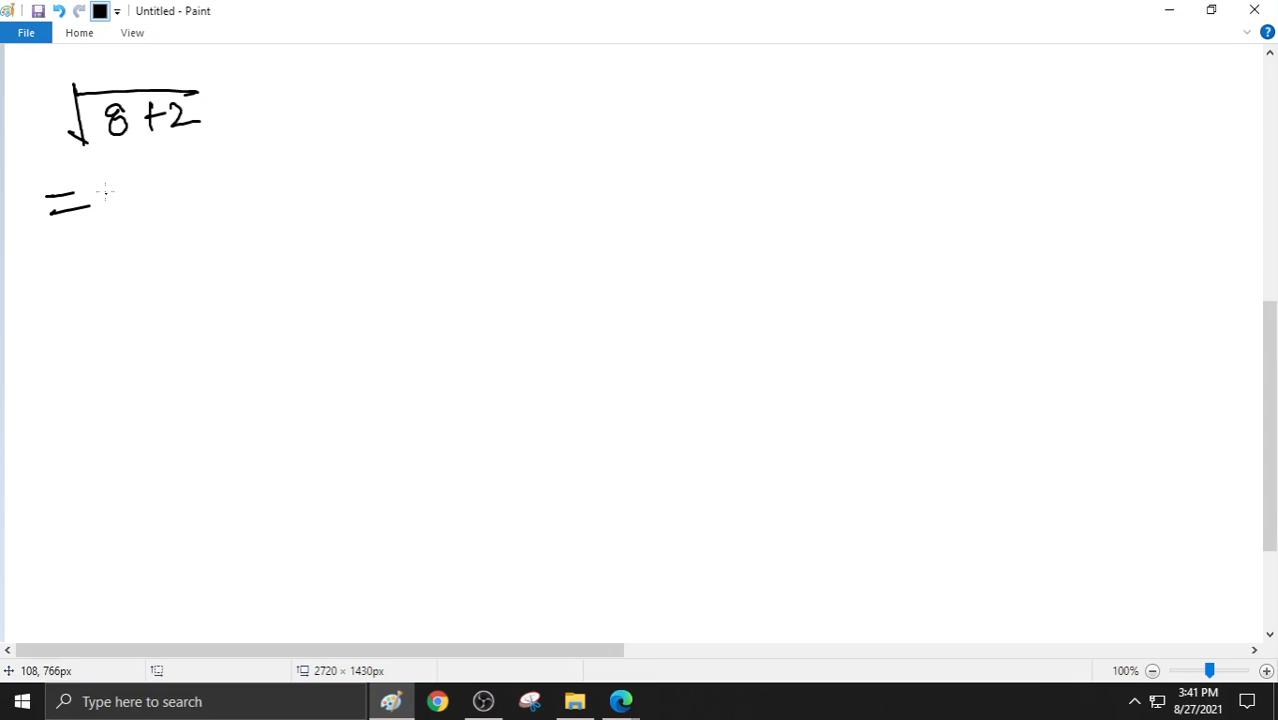 Untitled - Paint
File Home View
√8+2
=
108, 766px 2720 × 1430px 100%
Type here to search 3:41 PM
8/27/2021